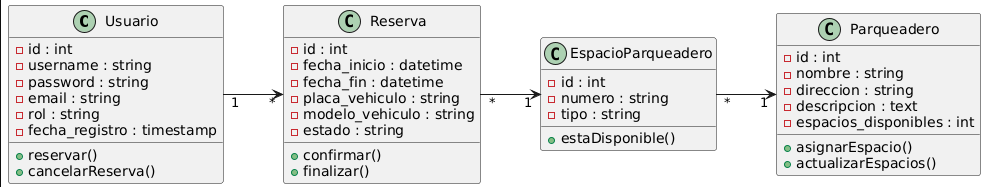 C Usuario
id : int
username : string
password : string
email : string
rol : string
fecha_registro : timestamp
reservar()
cancelarReserva()
1 *
C Reserva
id : int
fecha_inicio : datetime
fecha_fin : datetime
placa_vehiculo : string
modelo_vehiculo : string
estado : string
confirmar()
finalizar()
* 1
C EspacioParqueadero
id : int
numero : string
tipo : string
estaDisponible()
* 1
C Parqueadero
id : int
nombre : string
direccion : string
descripcion : text
espacios_disponibles : int
asignarEspacio()
actualizarEspacios()